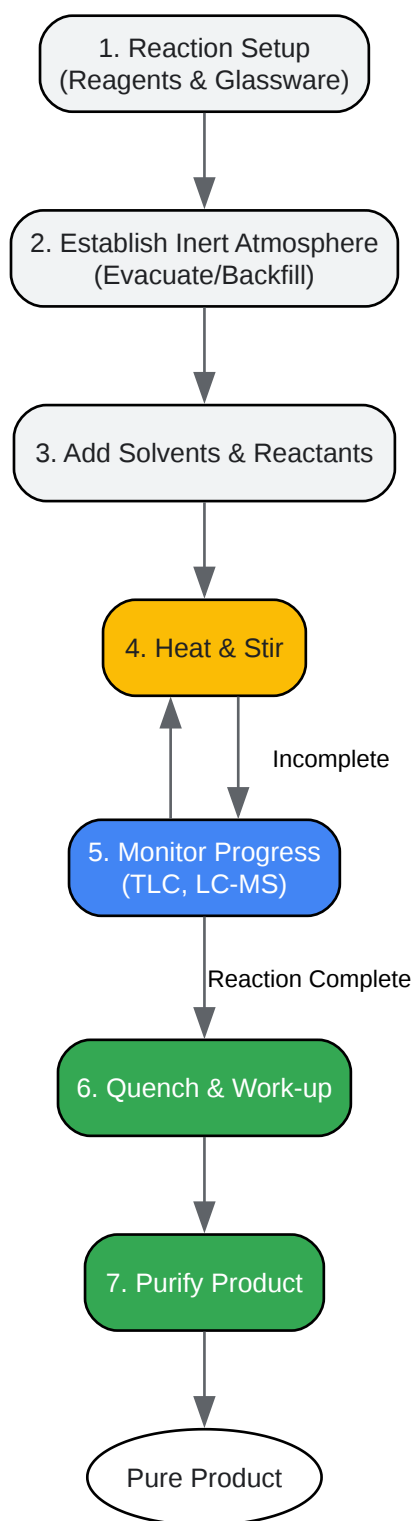 1. Reaction Setup
(Reagents & Glassware)
2. Establish Inert Atmosphere
(Evacuate/Backfill)
3. Add Solvents & Reactants
4. Heat & Stir
Incomplete
5. Monitor Progress
(TLC, LC-MS)
Reaction Complete
6. Quench & Work-up
7. Purify Product
Pure Product